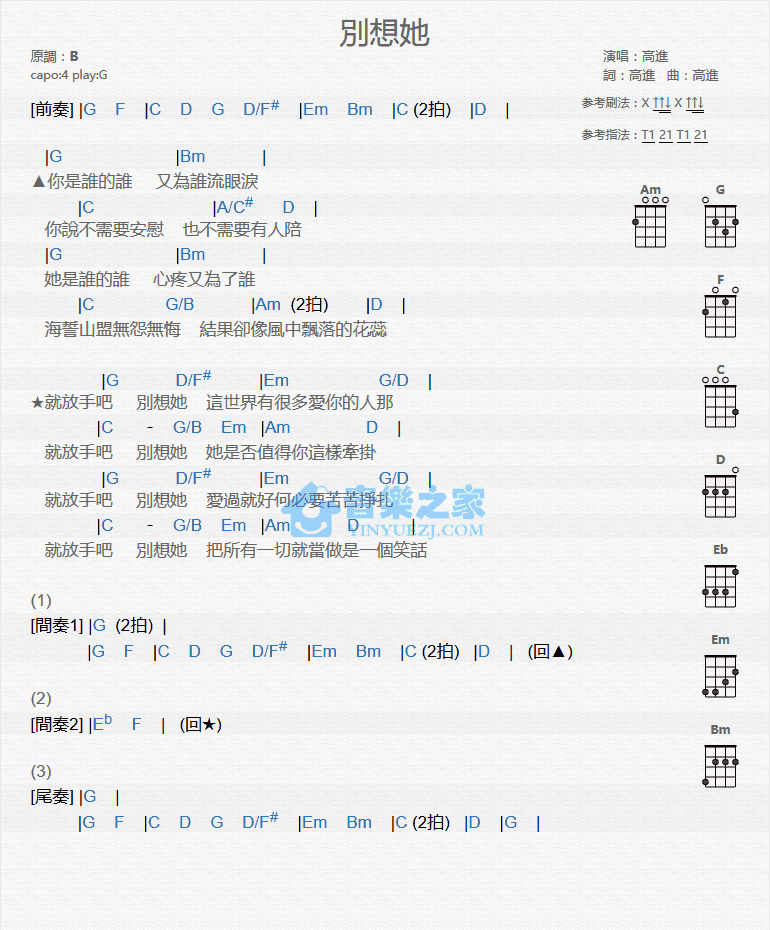 別想她
原調：B
capo:4 play:G
演唱：高進
詞：高進 曲：高進
参考刷法：X ↑↑↓ X ↑↑↓
参考指法：T1 21 T1 21
[前奏] |G F |C D G D/F# |Em Bm |C (2拍) |D |
|G |Bm |
▲你是誰的誰 又為誰流眼淚
|C |A/C# D |
你說不需要安慰 也不需要有人陪
|G |Bm |
她是誰的誰 心疼又為了誰
|C G/B |Am (2拍) |D |
海誓山盟無怨無悔 結果卻像風中飄落的花蕊
|G D/F# |Em G/D |
★就放手吧 別想她 這世界有很多愛你的人那
|C - G/B Em |Am D |
就放手吧 別想她 她是否值得你這樣牽掛
|G D/F# |Em G/D |
就放手吧 別想她 愛過就好何必要苦苦掙扎
|C - G/B Em |Am D |
就放手吧 別想她 把所有一切就當做是一個笑話
(1)
[間奏1] |G (2拍) |
|G F |C D G D/F# |Em Bm |C (2拍) |D | (回▲)
(2)
[間奏2] |Eb F | (回★)
(3)
[尾奏] |G |
|G F |C D G D/F# |Em Bm |C (2拍) |D |G |
Am G
F
C
D
Eb
Em
Bm
音樂之家
YINYUEZJ.COM